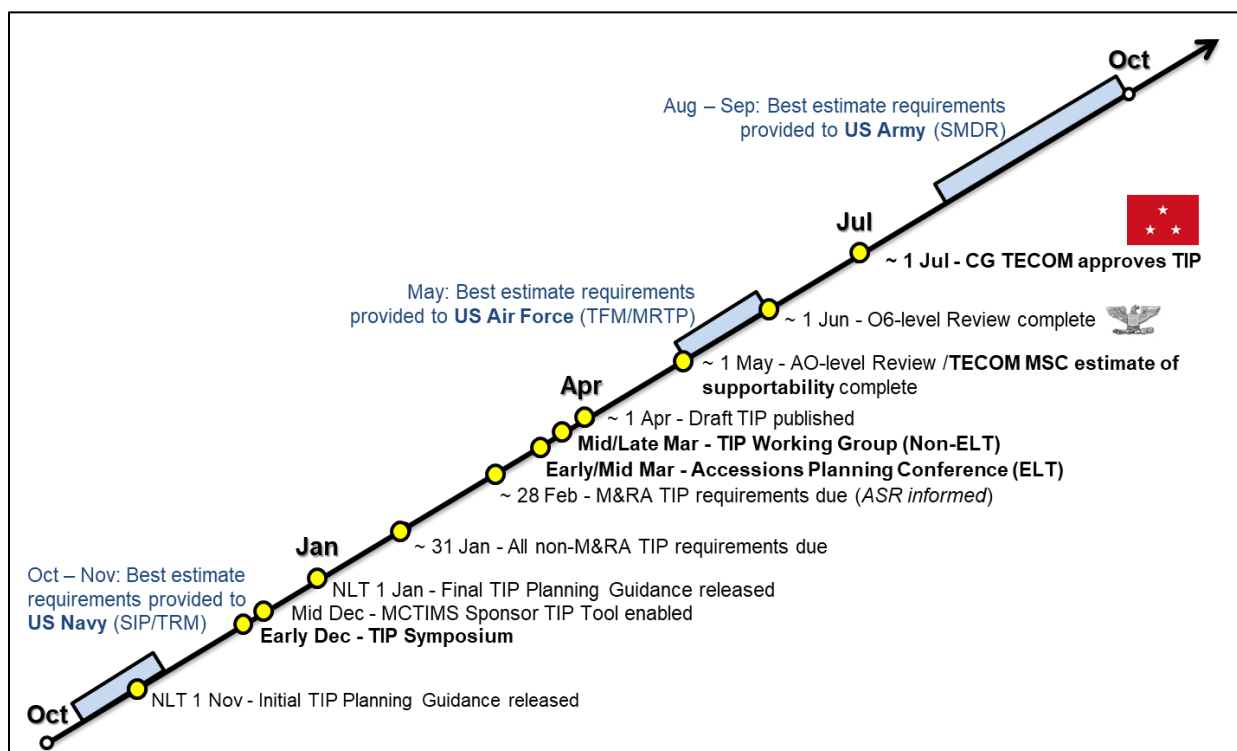 Oct
Aug – Sep: Best estimate requirements
provided to US Army (SMDR)
Jul
~ 1 Jul - CG TECOM approves TIP
May: Best estimate requirements
provided to US Air Force (TFM/MRTP)
~ 1 Jun - O6-level Review complete
~ 1 May - AO-level Review /TECOM MSC estimate of
supportability complete
Apr
~ 1 Apr - Draft TIP published
Mid/Late Mar - TIP Working Group (Non-ELT)
Early/Mid Mar - Accessions Planning Conference (ELT)
~ 28 Feb - M&RA TIP requirements due (ASR informed)
Jan
~ 31 Jan - All non-M&RA TIP requirements due
Oct – Nov: Best estimate
requirements provided to
US Navy (SIP/TRM)
NLT 1 Jan - Final TIP Planning Guidance released
Mid Dec - MCTIMS Sponsor TIP Tool enabled
Early Dec - TIP Symposium
NLT 1 Nov - Initial TIP Planning Guidance released
Oct